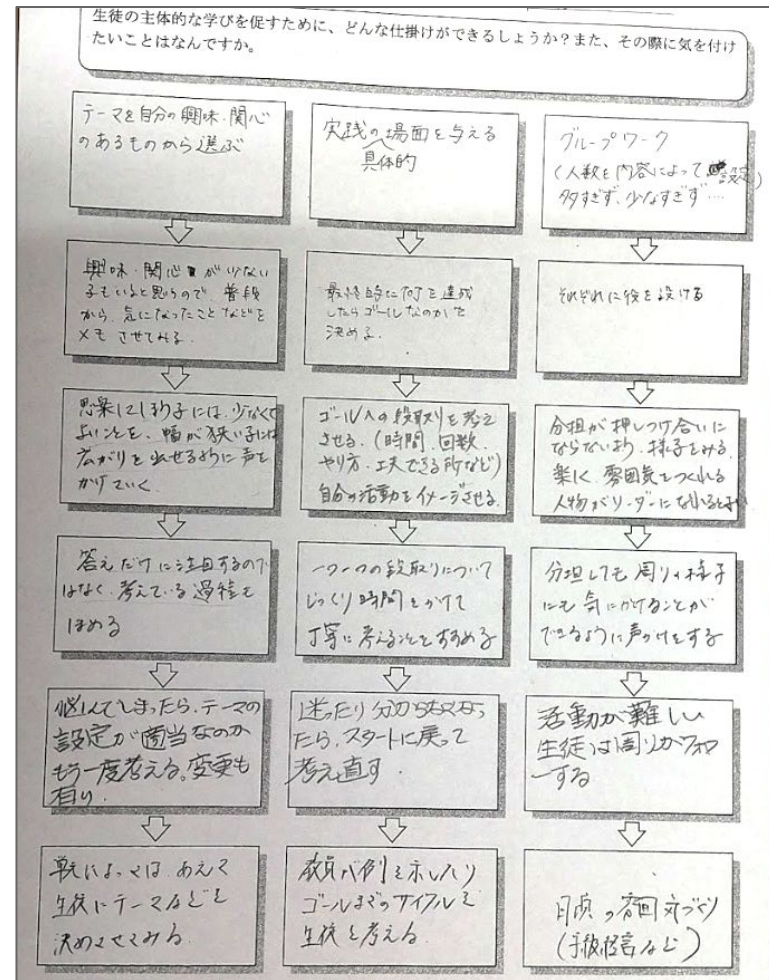 生徒の主体的な学びを促すために、どんな仕掛けができるしょうか？また、その際に気を付け
たいことはなんですか。
テーマを自分の興味・関心
のあるものから選ぶ
興味・関心が少ない
子もいると思うので、普段
から、気になったことなどを
メモさせてみる。
思案してしまう子には、少なくて
よいことを、幅が狭い子には
広がりを出せるように声を
かけていく
答えだけに注目するので
はなく、考えている過程も
ほめる
悩んでしまったら、テーマの
設定が適当なのか
もう一度考える。変更も
有り。
単元によっては、あえて
生徒にテーマなどを
決めさせてみる
実践の場面を与える
具体的
最終的に何を達成
したらゴールなのかを
決める。
ゴールへの段取りを考え
させる。(時間、回数、
やり方、工夫できる所など)
自分の活動をイメージさせる。
一つ一つの段取りについて
じっくり時間をかけて
丁寧に考えることをすすめる
迷ったり分からなくなっ
たら、スタートに戻って
考え直す。
教員が例を示したり
ゴールまでのサイクルを
生徒と考える。
グループワーク
(人数を内容によって設定)
多すぎず、少なすぎず…
それぞれに役を設ける
分担が押しつけ合いに
ならないよう、様子をみる。
楽しく、雰囲気をつくれる
人物がリーダーになれるとよい
分担しても周りの様子
にも気にかけることが
できるように声かけをする
活動が難しい
生徒は周りがフォロー
する
日頃の雰囲気づくり
(学級経営など)